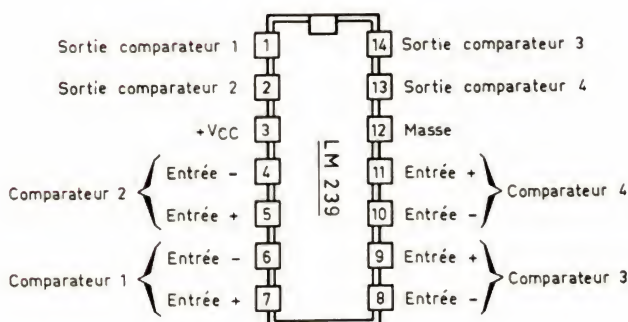 Sortie comparateur 1 1 14 Sortie comparateur 3
Sortie comparateur 2 2 13 Sortie comparateur 4
+VCC 3 12 Masse
Comparateur 2 Entrée - 4 11 Entrée + Comparateur 4
Entrée + 5 10 Entrée -
Comparateur 1 Entrée - 6 9 Entrée + Comparateur 3
Entrée + 7 8 Entrée -
LM 239